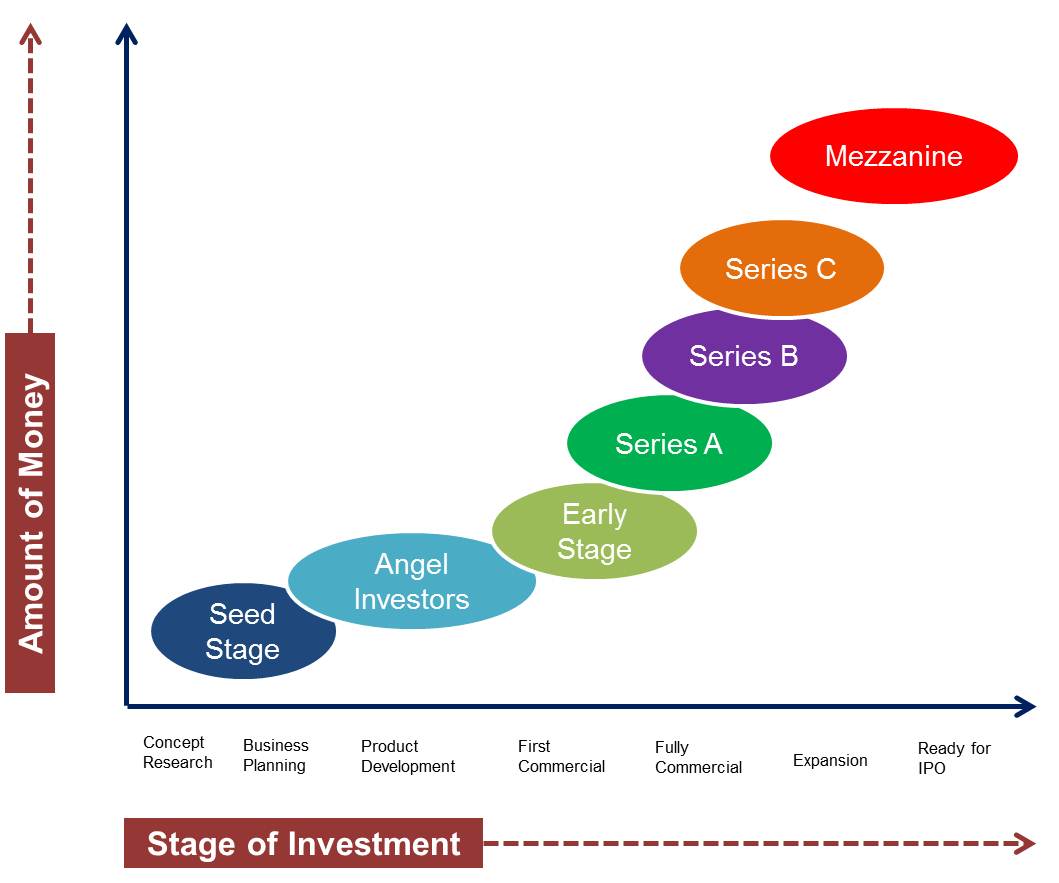 Amount of Money
Mezzanine
Series C
Series B
Series A
Early
Stage
Angel
Investors
Seed
Stage
Concept
Research
Business
Planning
Product
Development
First
Commercial
Fully
Commercial
Expansion
Ready for
IPO
Stage of Investment